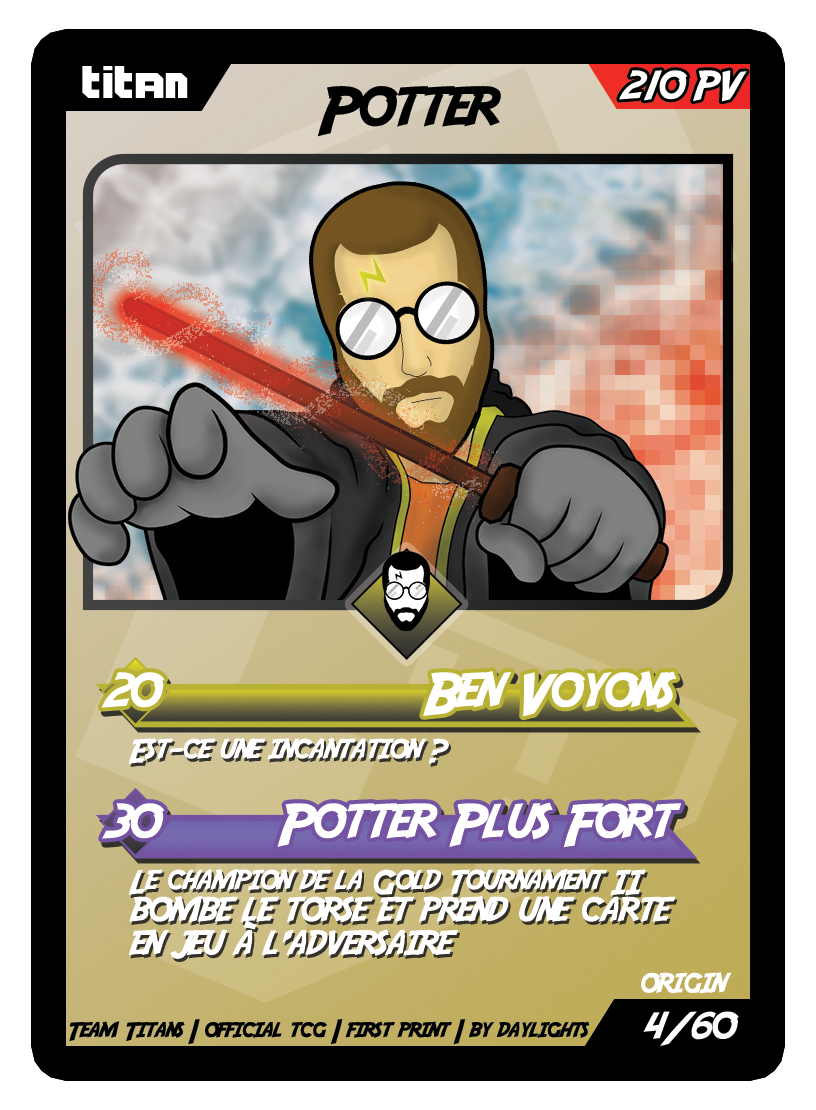 titan
POTTER
210 PV
20
BEN VOYONS
EST-CE UNE INCANTATION ?
30
POTTER PLUS FORT
LE CHAMPION DE LA GOLD TOURNAMENT II
BOMBE LE TORSE ET PREND UNE CARTE
EN JEU À L'ADVERSAIRE
ORIGIN
TEAM TITANS | OFFICIAL TCG | FIRST PRINT | BY DAYLIGHTS
4/60